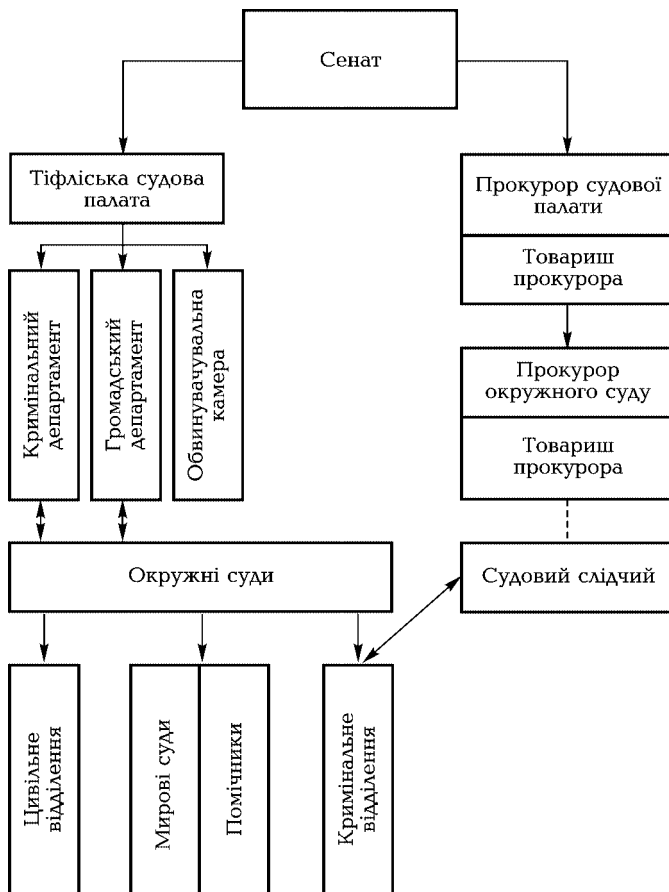 Сенат
Тіфліська судова
палата
Прокурор судової
палати
Товариш
прокурора
Кримінальний
департамент
Громадський
департамент
Обвинувачувальна
камера
Прокурор
окружного суду
Товариш
прокурора
Окружні суди
Судовий слідчий
Цивільне
відділення
Мирові суди
Помічники
Кримінальне
відділення